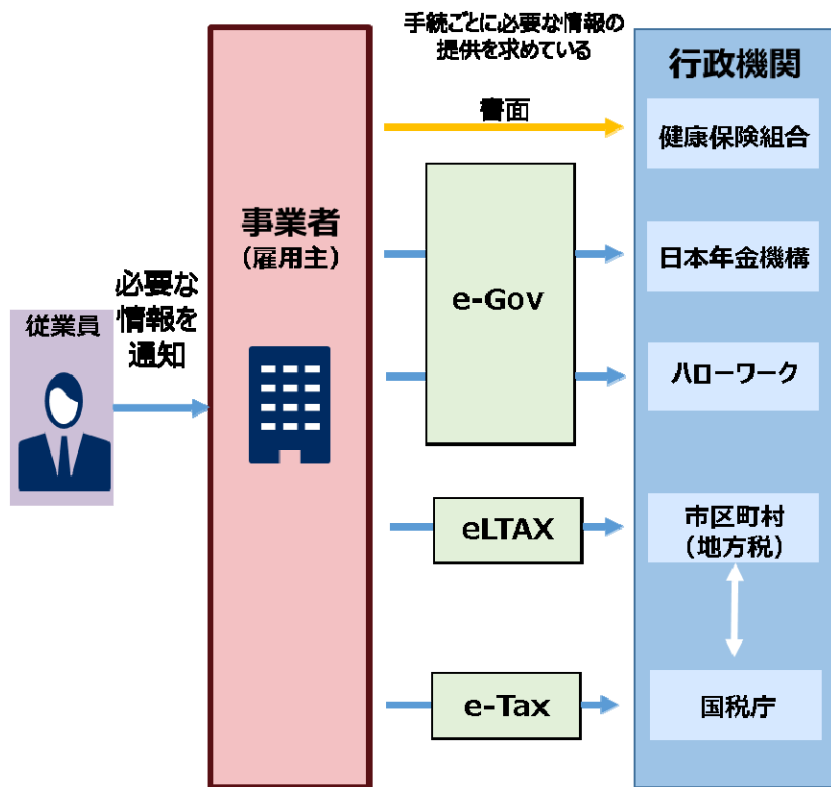 手続ごとに必要な情報の
提供を求めている
行政機関
書面
健康保険組合
事業者
（雇用主）
日本年金機構
e-Gov
必要な
情報を
通知
従業員
ハローワーク
eLTAX
市区町村
（地方税）
e-Tax
国税庁